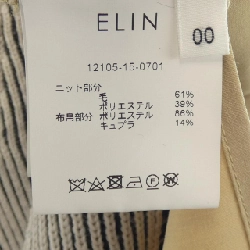 ELIN
00
12105-15-0701
ニット部分
毛 61%
ポリエステル 39%
布帛部分 ポリエステル 86%
キュプラ 14%